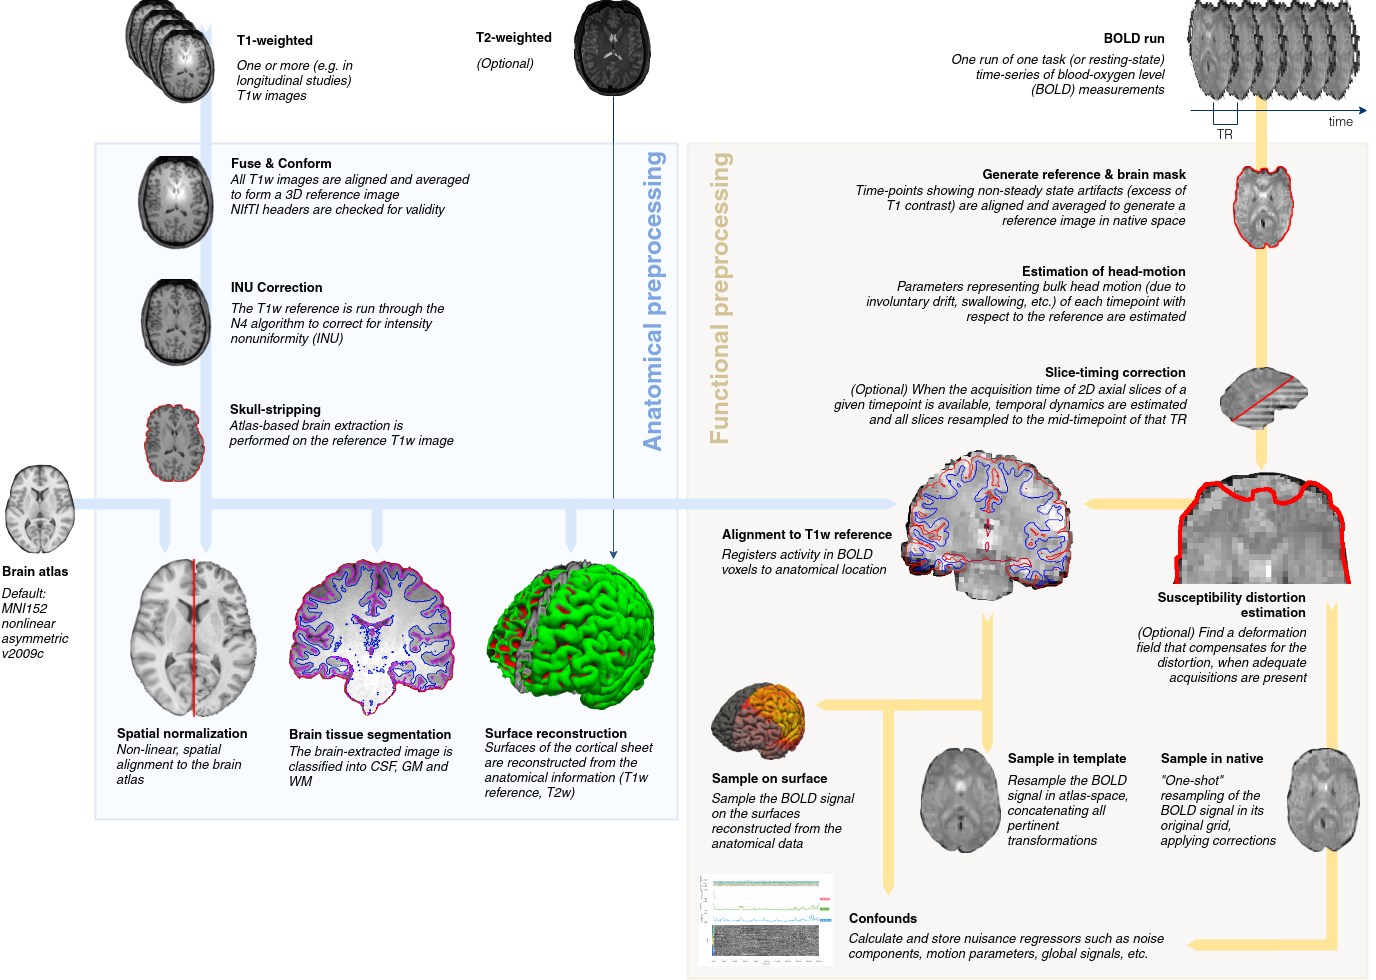 T1-weighted
One or more (e.g. in
longitudinal studies)
T1w images
T2-weighted
(Optional)
BOLD run
One run of one task (or resting-state)
time-series of blood-oxygen level
(BOLD) measurements
time
TR
Anatomical preprocessing
Fuse & Conform
All T1w images are aligned and averaged
to form a 3D reference image
NIfTI headers are checked for validity
INU Correction
The T1w reference is run through the
N4 algorithm to correct for intensity
nonuniformity (INU)
Skull-stripping
Atlas-based brain extraction is
performed on the reference T1w image
Brain atlas
Default:
MNI152
nonlinear
asymmetric
v2009c
Spatial normalization
Non-linear, spatial
alignment to the brain
atlas
Brain tissue segmentation
The brain-extracted image is
classified into CSF, GM and
WM
Surface reconstruction
Surfaces of the cortical sheet
are reconstructed from the
anatomical information (T1w
reference, T2w)
Functional preprocessing
Generate reference & brain mask
Time-points showing non-steady state artifacts (excess of
T1 contrast) are aligned and averaged to generate a
reference image in native space
Estimation of head-motion
Parameters representing bulk head motion (due to
involuntary drift, swallowing, etc.) of each timepoint with
respect to the reference are estimated
Slice-timing correction
(Optional) When the acquisition time of 2D axial slices of a
given timepoint is available, temporal dynamics are estimated
and all slices resampled to the mid-timepoint of that TR
Alignment to T1w reference
Registers activity in BOLD
voxels to anatomical location
Susceptibility distortion
estimation
(Optional) Find a deformation
field that compensates for the
distortion, when adequate
acquisitions are present
Sample on surface
Sample the BOLD signal
on the surfaces
reconstructed from the
anatomical data
Sample in template
Resample the BOLD
signal in atlas-space,
concatenating all
pertinent
transformations
Sample in native
"One-shot"
resampling of the
BOLD signal in its
original grid,
applying corrections
Confounds
Calculate and store nuisance regressors such as noise
components, motion parameters, global signals, etc.